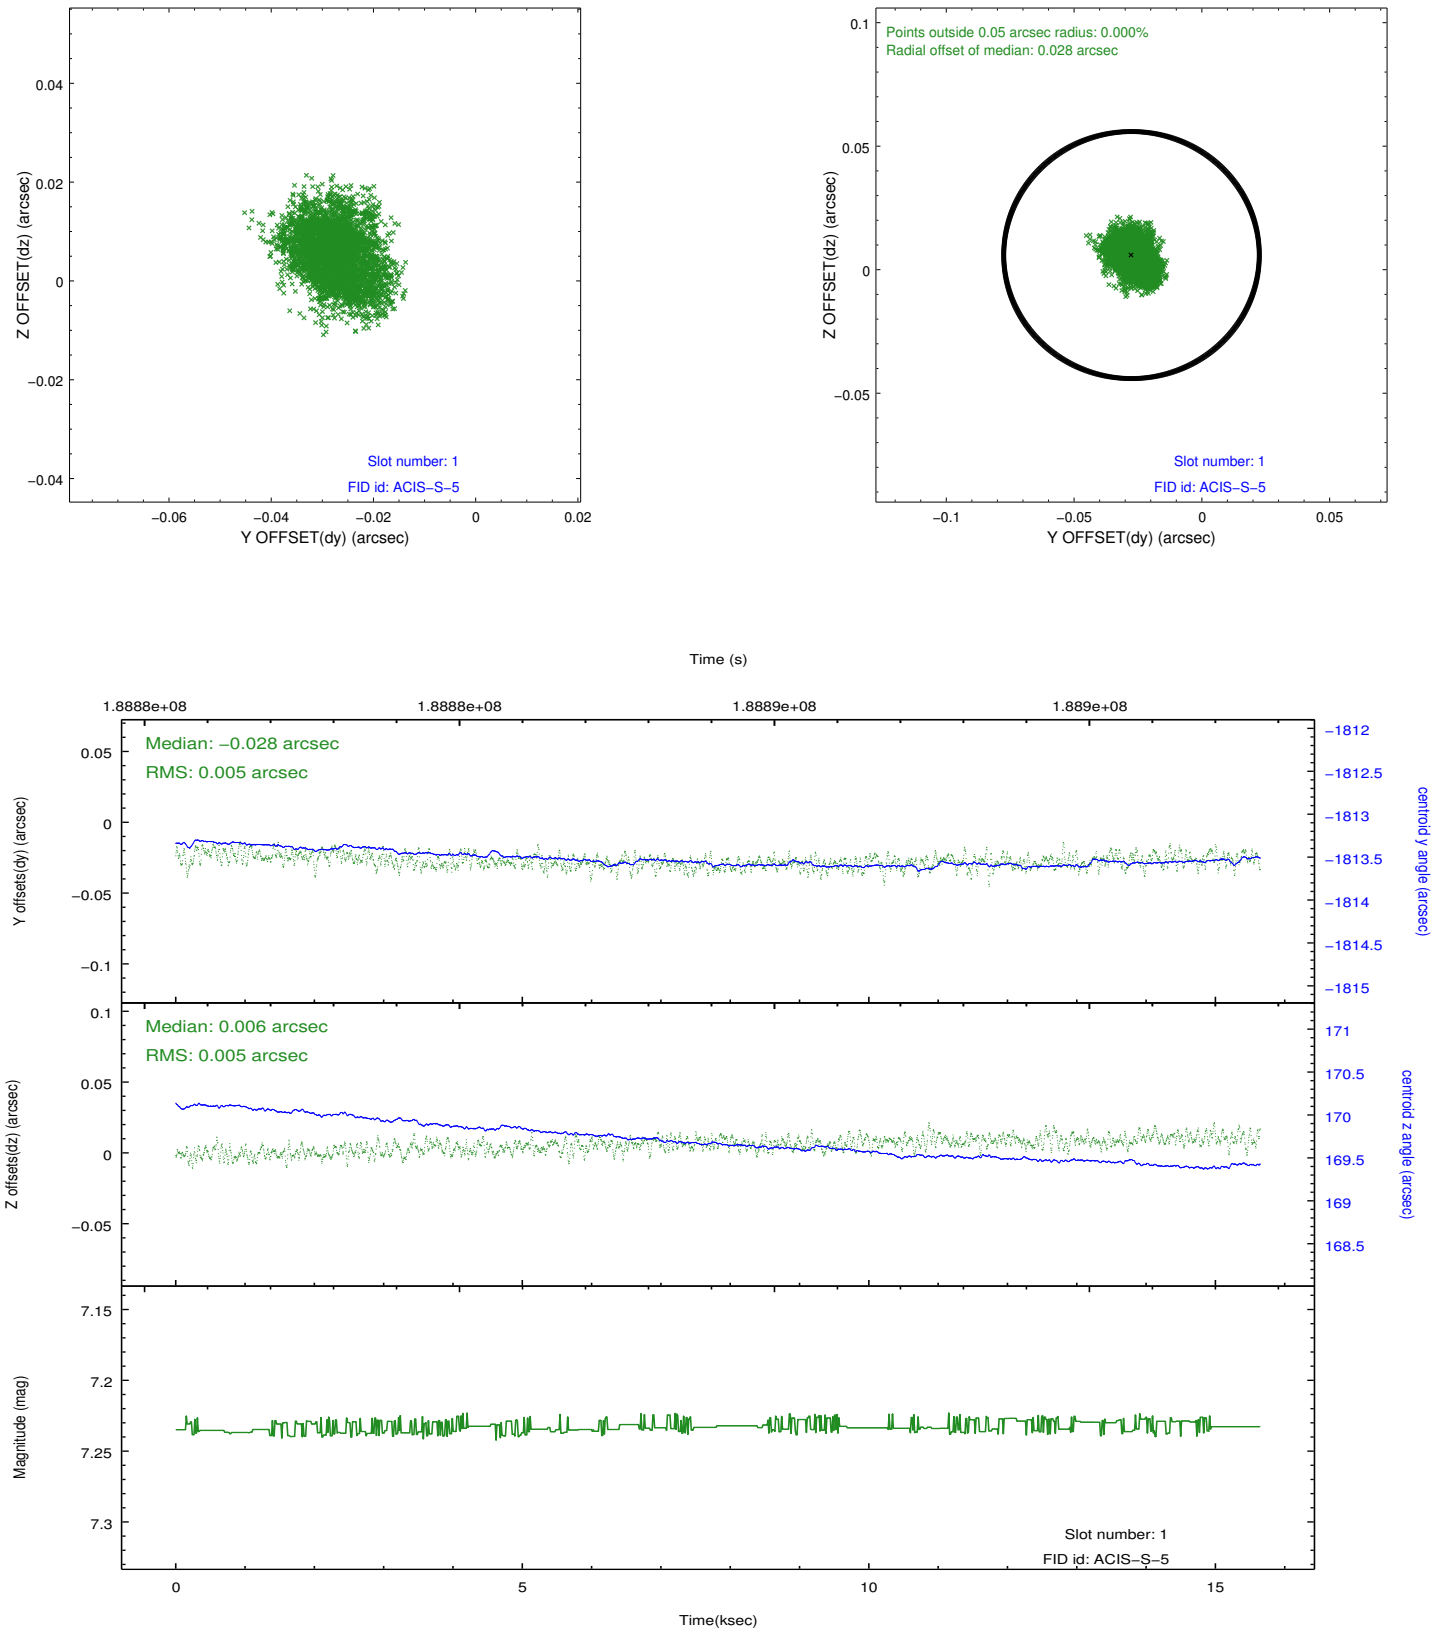 0.04
0.02
0
−0.02
−0.04
Z OFFSET(dz) (arcsec)
Slot number: 1
FID id: ACIS−S−5
−0.06
−0.04
−0.02
0
0.02
Y OFFSET(dy) (arcsec)
Points outside 0.05 arcsec radius: 0.000%
Radial offset of median: 0.028 arcsec
0.1
0.05
0
−0.05
Z OFFSET(dz) (arcsec)
Slot number: 1
FID id: ACIS−S−5
−0.1
−0.05
0
0.05
Y OFFSET(dy) (arcsec)
Time (s)
1.8888e+08
1.8888e+08
1.8889e+08
1.889e+08
Median: −0.028 arcsec
RMS: 0.005 arcsec
0.05
0
−0.05
−0.1
Y offsets(dy) (arcsec)
−1812
−1812.5
−1813
−1813.5
−1814
−1814.5
−1815
centroid y angle (arcsec)
Median: 0.006 arcsec
RMS: 0.005 arcsec
0.1
0.05
0
−0.05
Z offsets(dz) (arcsec)
171
170.5
170
169.5
169
168.5
centroid z angle (arcsec)
7.15
7.2
7.25
7.3
Magnitude (mag)
Slot number: 1
FID id: ACIS−S−5
0
5
10
15
Time(ksec)